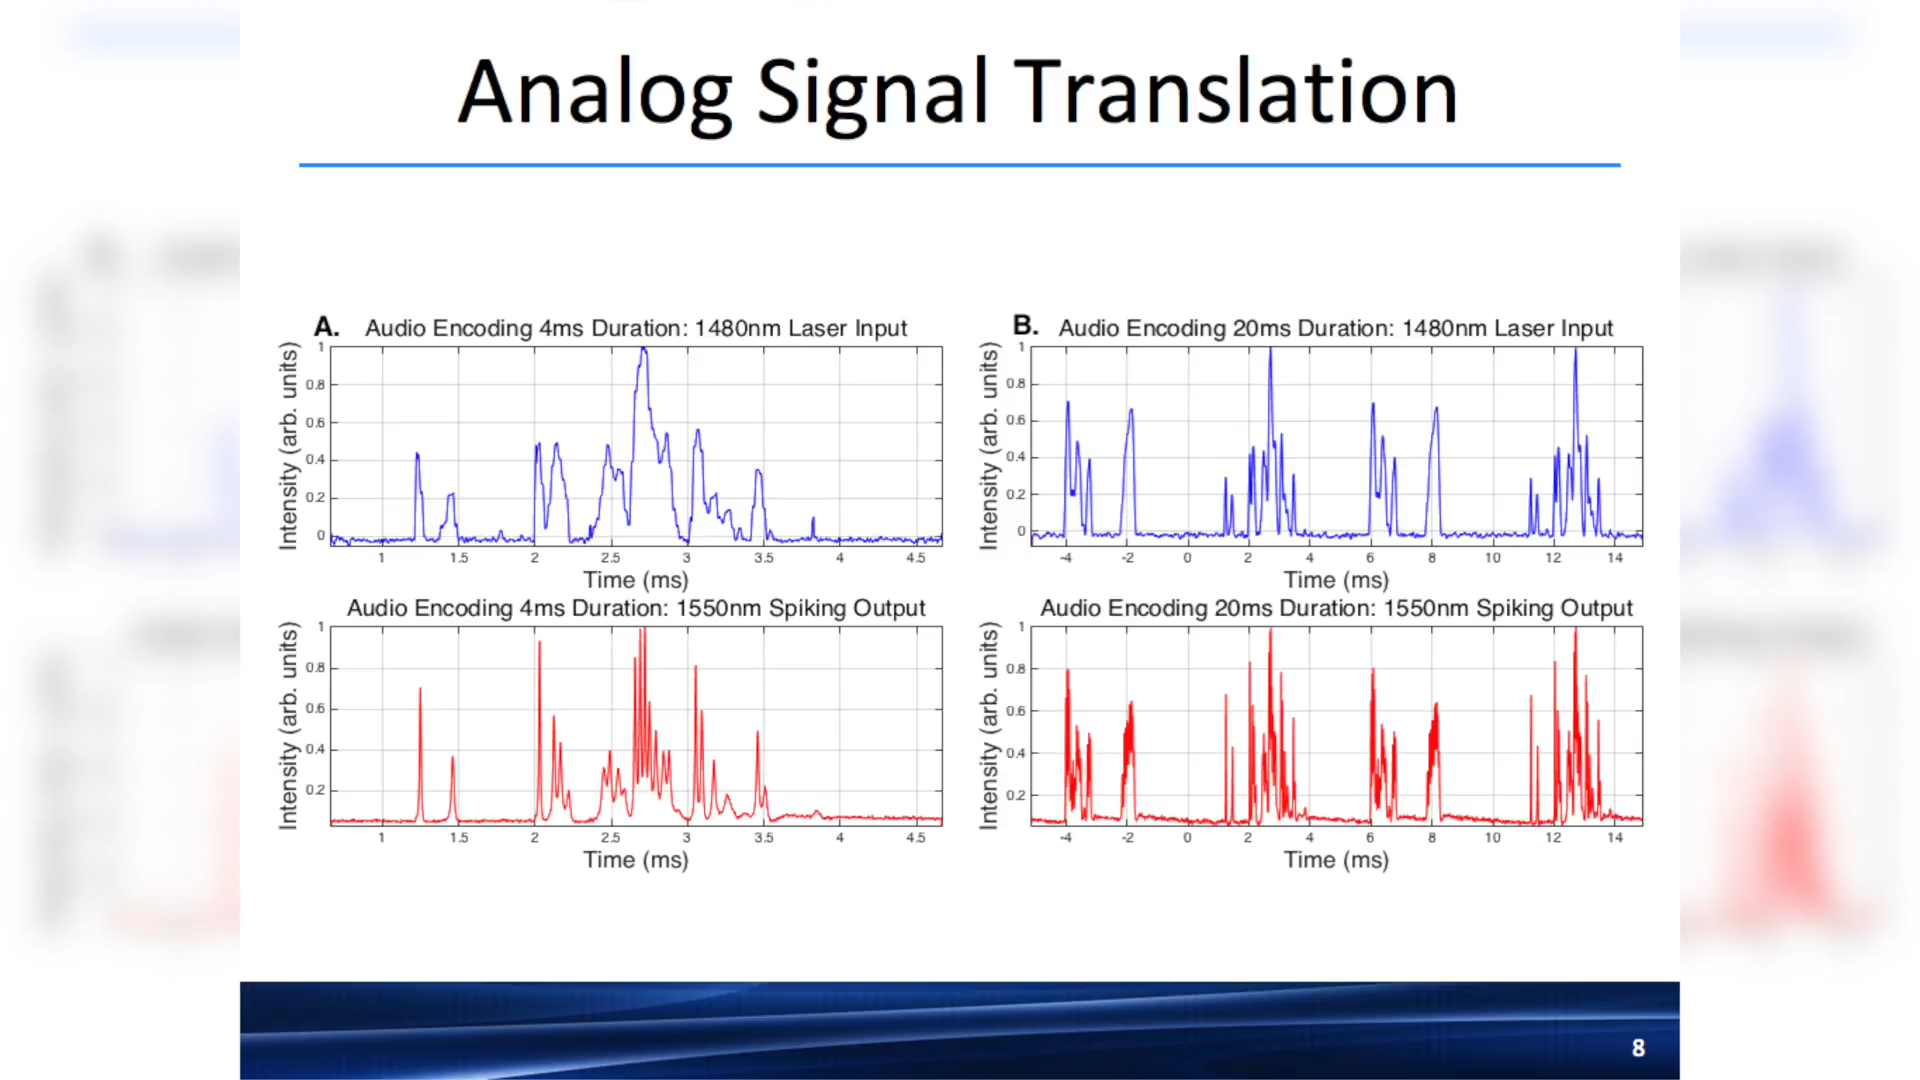 Analog Signal Translation
A. Audio Encoding 4ms Duration: 1480nm Laser Input
Intensity (arb. units)
1
0.8
0.6
0.4
0.2
0
1 1.5 2 2.5 3 3.5 4 4.5
Time (ms)
Audio Encoding 4ms Duration: 1550nm Spiking Output
Intensity (arb. units)
1
0.8
0.6
0.4
0.2
1 1.5 2 2.5 3 3.5 4 4.5
Time (ms)
B. Audio Encoding 20ms Duration: 1480nm Laser Input
Intensity (arb. units)
1
0.8
0.6
0.4
0.2
0
-4 -2 0 2 4 6 8 10 12 14
Time (ms)
Audio Encoding 20ms Duration: 1550nm Spiking Output
Intensity (arb. units)
1
0.8
0.6
0.4
0.2
-4 -2 0 2 4 6 8 10 12 14
Time (ms)
8